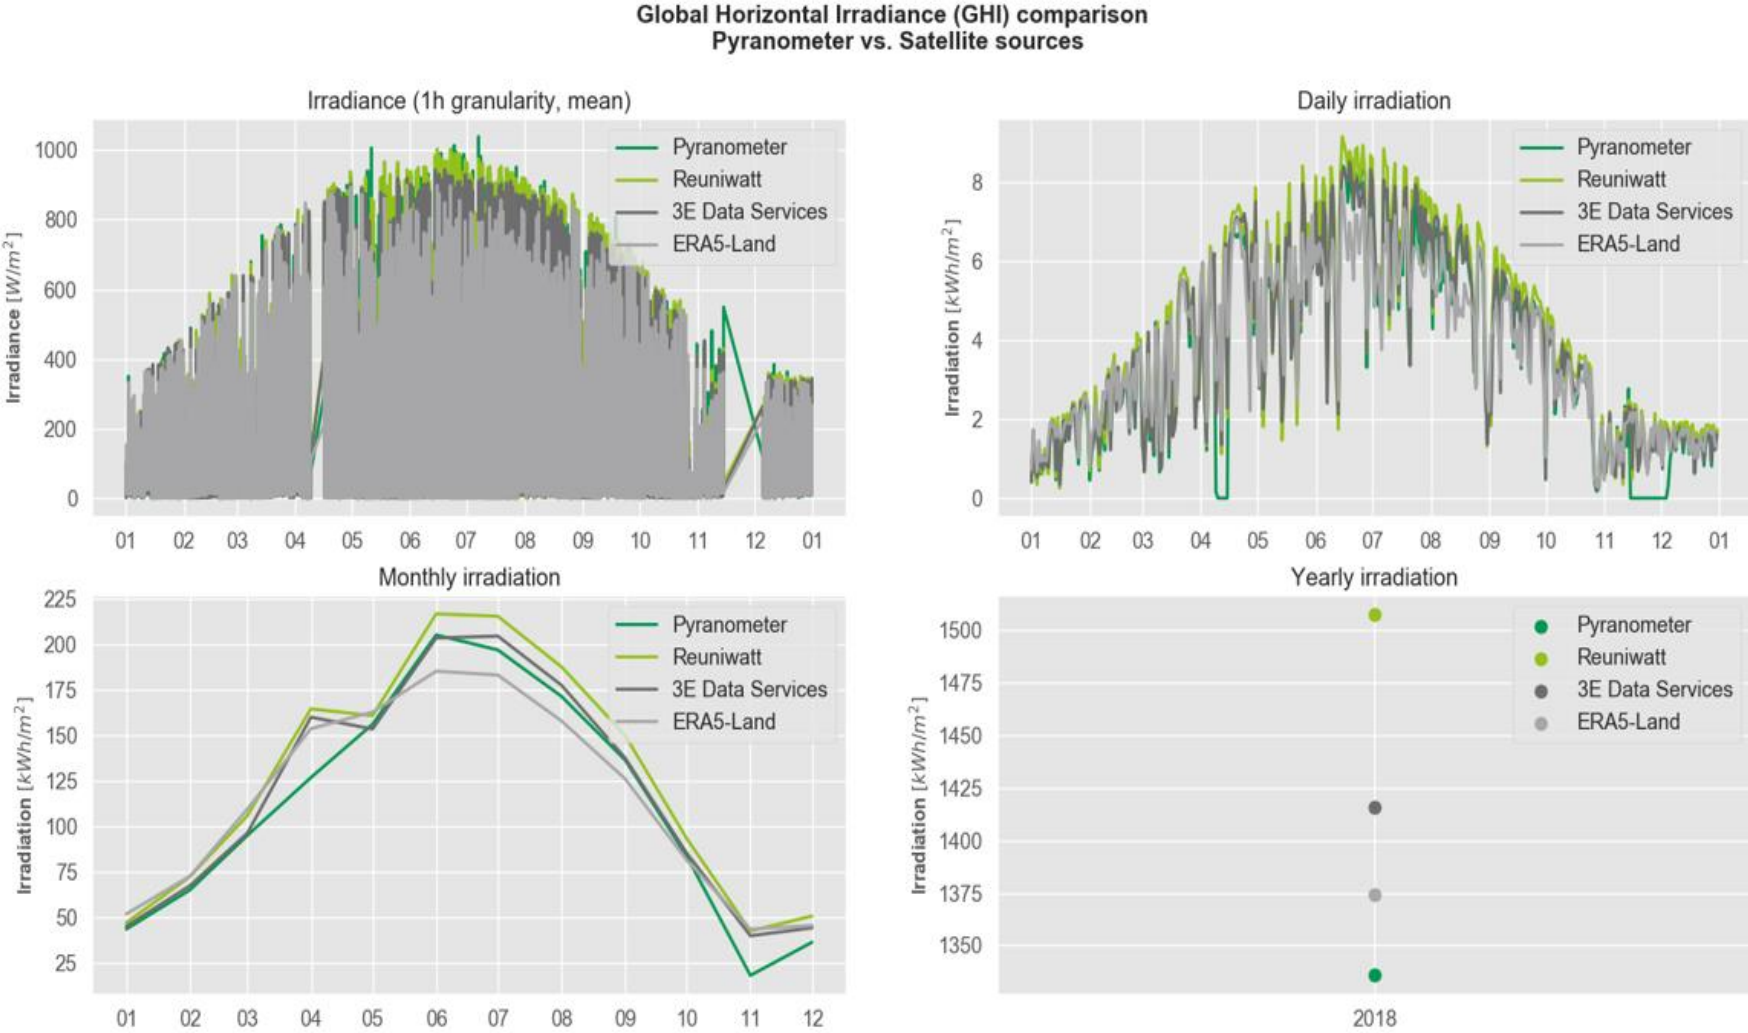 Global Horizontal Irradiance (GHI) comparison
Pyranometer vs. Satellite sources
Irradiance (1h granularity, mean)
Irradiance [W/m²]
1000
800
600
400
200
0
01 02 03 04 05 06 07 08 09 10 11 12 01
Pyranometer
Reuniwatt
3E Data Services
ERA5-Land
Daily irradiation
Irradiation [kWh/m²]
8
6
4
2
0
01 02 03 04 05 06 07 08 09 10 11 12 01
Pyranometer
Reuniwatt
3E Data Services
ERA5-Land
Monthly irradiation
Irradiation [kWh/m²]
225
200
175
150
125
100
75
50
25
01 02 03 04 05 06 07 08 09 10 11 12
Pyranometer
Reuniwatt
3E Data Services
ERA5-Land
Yearly irradiation
Irradiation [kWh/m²]
1500
1475
1450
1425
1400
1375
1350
2018
Pyranometer
Reuniwatt
3E Data Services
ERA5-Land